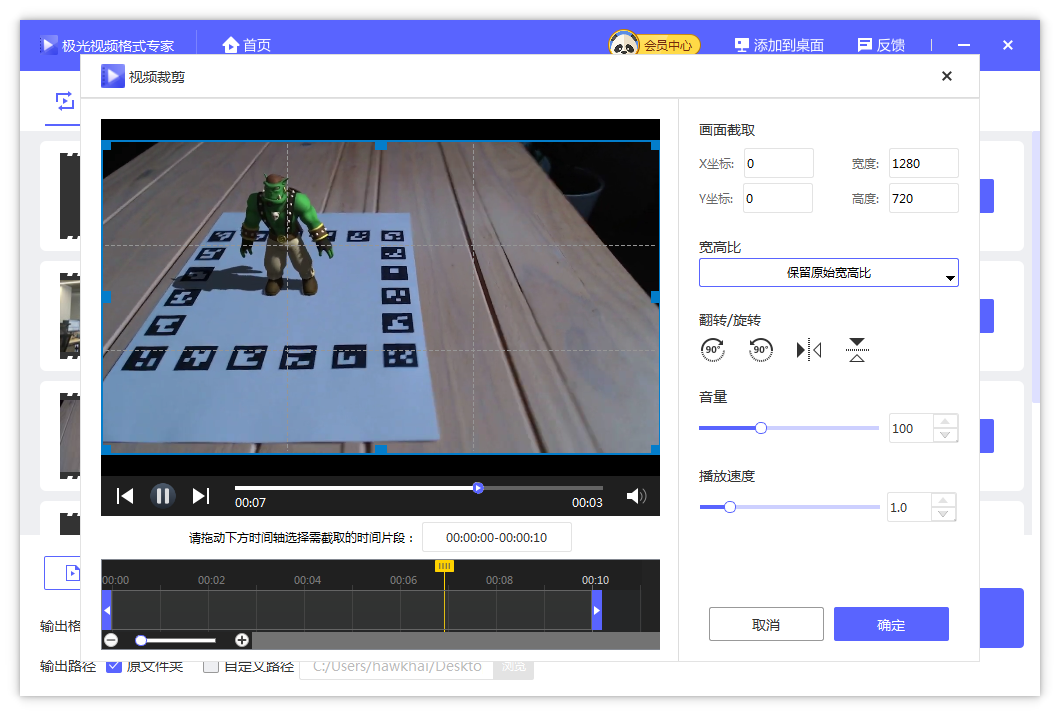 极光视频格式专家
首页
会员中心
添加到桌面
反馈
视频裁剪
画面截取
X坐标: 0
宽度: 1280
Y坐标: 0
高度: 720
宽高比
保留原始宽高比
翻转/旋转
90°
90°
音量
100
播放速度
1.0
00:07
00:03
请拖动下方时间轴选择需截取的时间片段：
00:00:00-00:00:10
00:00
00:02
00:04
00:06
00:08
00:10
取消
确定
输出格
输出路径
原文件夹
自定义路径
C:/Users/hawkhai/Deskto
浏览